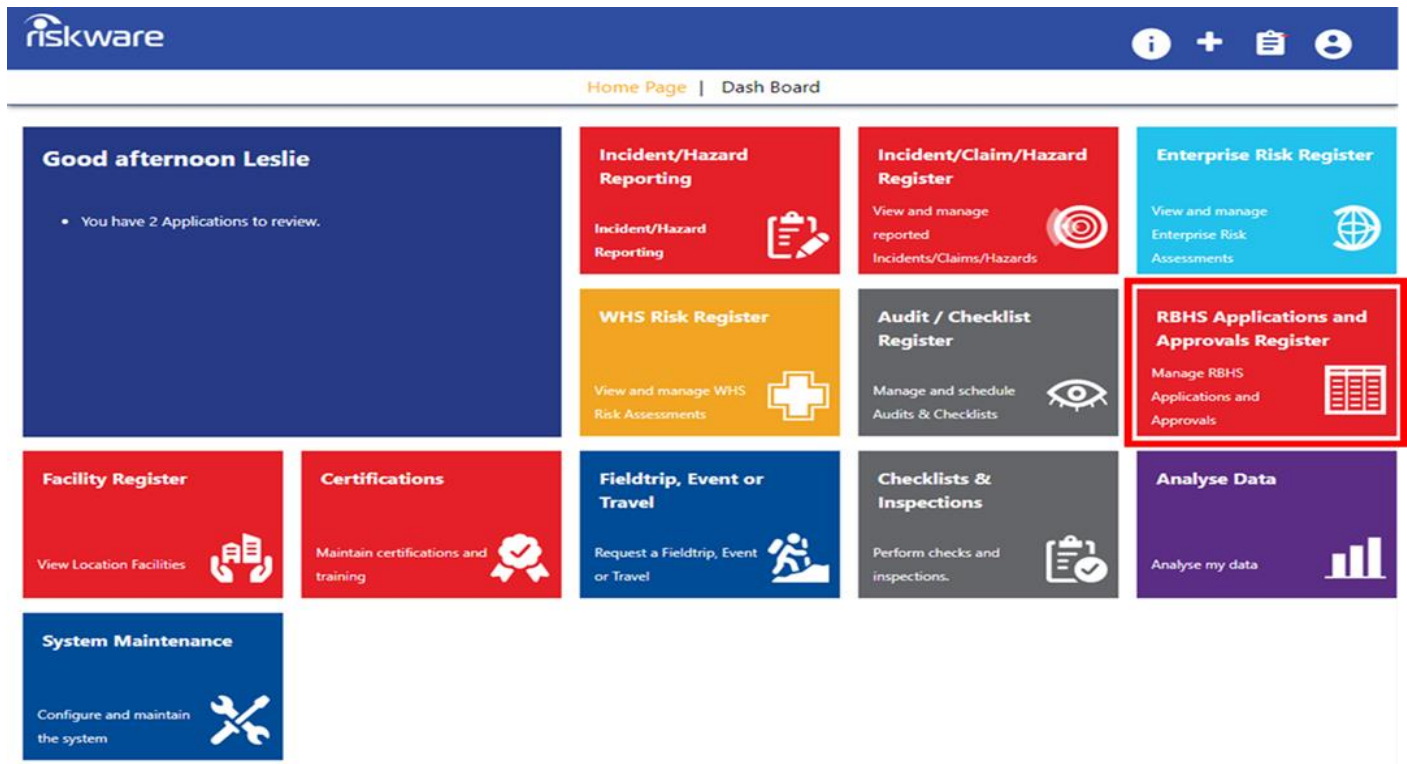 riskware
Home Page | Dash Board
Good afternoon Leslie
• You have 2 Applications to review.
Incident/Hazard
Reporting
Incident/Hazard
Reporting
Incident/Claim/Hazard
Register
View and manage
reported
Incidents/Claims/Hazards
Enterprise Risk Register
View and manage
Enterprise Risk
Assessments
WHS Risk Register
View and manage WHS
Risk Assessments
Audit / Checklist
Register
Manage and schedule
Audits & Checklists
RBHS Applications and
Approvals Register
Manage RBHS
Applications and
Approvals
Facility Register
View Location Facilities
Certifications
Maintain certifications and
training
Fieldtrip, Event or
Travel
Request a Fieldtrip, Event
or Travel
Checklists &
Inspections
Perform checks and
inspections.
Analyse Data
Analyse my data
System Maintenance
Configure and maintain
the system